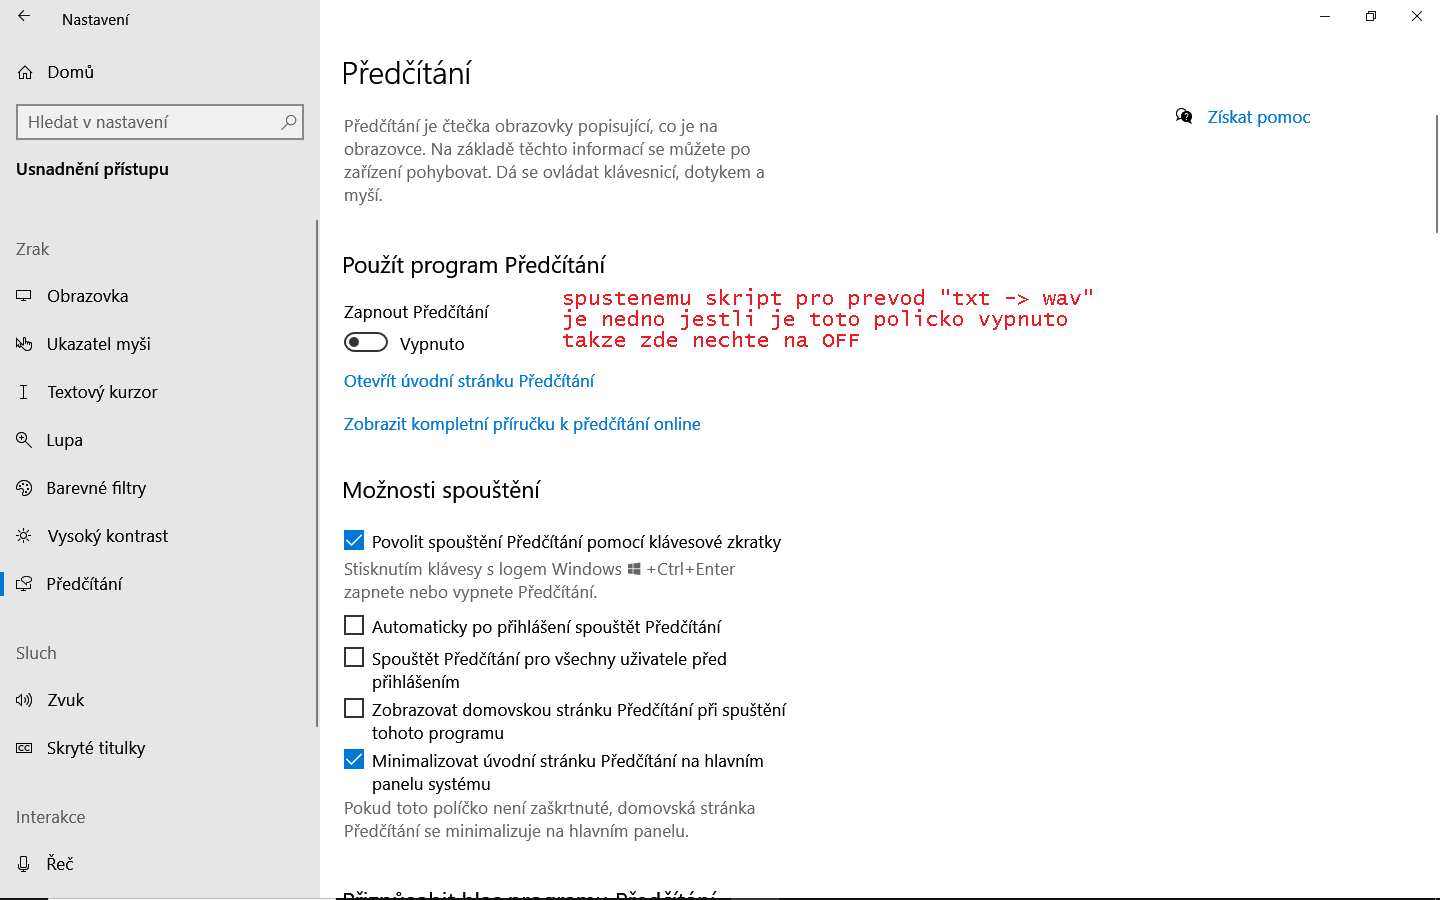 Nastavení
Domů
Hledat v nastavení
Usnadnění přístupu
Zrak
Obrazovka
Ukazatel myši
Textový kurzor
Lupa
Barevné filtry
Vysoký kontrast
Předčítání
Sluch
Zvuk
Skryté titulky
Interakce
Řeč
Předčítání
Předčítání je čtečka obrazovky popisující, co je na
obrazovce. Na základě těchto informací se můžete po
zařízení pohybovat. Dá se ovládat klávesnicí, dotykem a
myší.
Získat pomoc
Použít program Předčítání
Zapnout Předčítání
Vypnuto
spustenemu skript pro prevod "txt -> wav"
je nedno jestli je toto policko vypnuto
takze zde nechte na OFF
Otevřít úvodní stránku Předčítání
Zobrazit kompletní příručku k předčítání online
Možnosti spouštění
Povolit spouštění Předčítání pomocí klávesové zkratky
Stisknutím klávesy s logem Windows +Ctrl+Enter
zapnete nebo vypnete Předčítání.
Automaticky po přihlášení spouštět Předčítání
Spouštět Předčítání pro všechny uživatele před
přihlášením
Zobrazovat domovskou stránku Předčítání při spuštění
tohoto programu
Minimalizovat úvodní stránku Předčítání na hlavním
panelu systému
Pokud toto políčko není zaškrtnuté, domovská stránka
Předčítání se minimalizuje na hlavním panelu.
Přizpůsobit hlas programu Předčítání